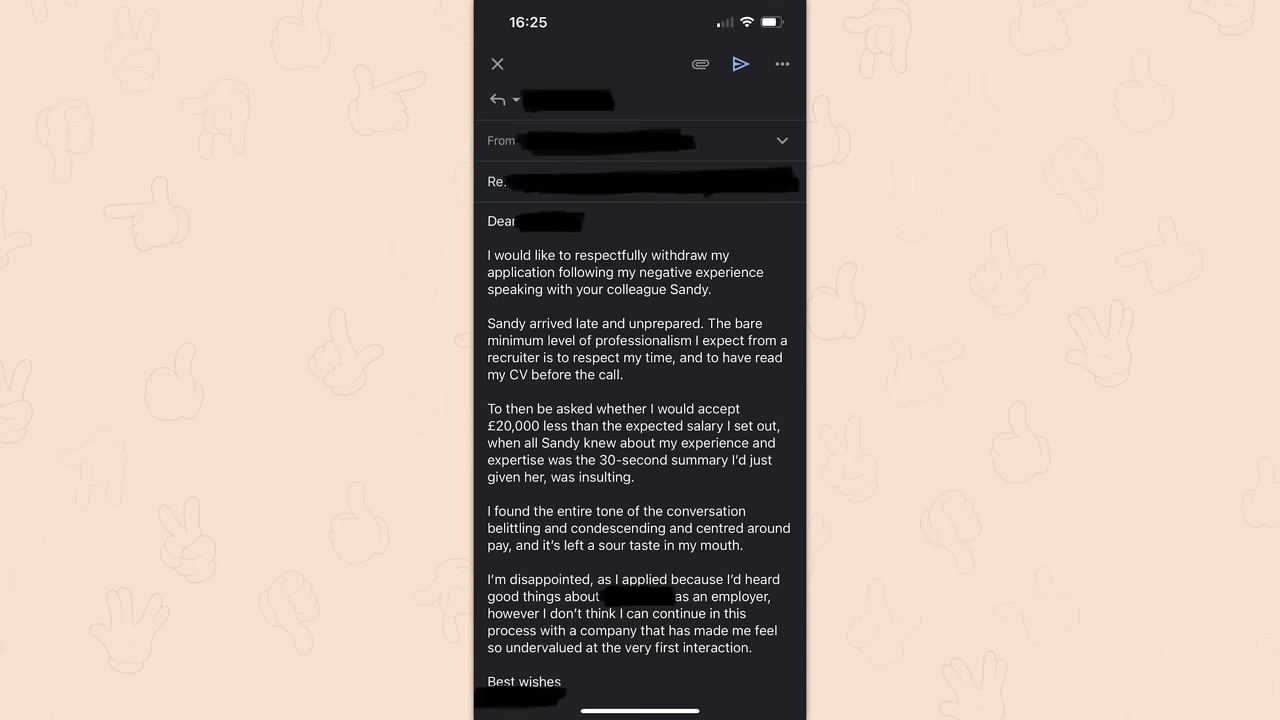 16:25
From
Re:
Dear
I would like to respectfully withdraw my
application following my negative experience
speaking with your colleague Sandy.
Sandy arrived late and unprepared. The bare
minimum level of professionalism I expect from a
recruiter is to respect my time, and to have read
my CV before the call.
To then be asked whether I would accept
£20,000 less than the expected salary I set out,
when all Sandy knew about my experience and
expertise was the 30-second summary I'd just
given her, was insulting.
I found the entire tone of the conversation
belittling and condescending and centred around
pay, and it's left a sour taste in my mouth.
I'm disappointed, as I applied because I'd heard
good things about as an employer,
however I don't think I can continue in this
process with a company that has made me feel
so undervalued at the very first interaction.
Best wishes